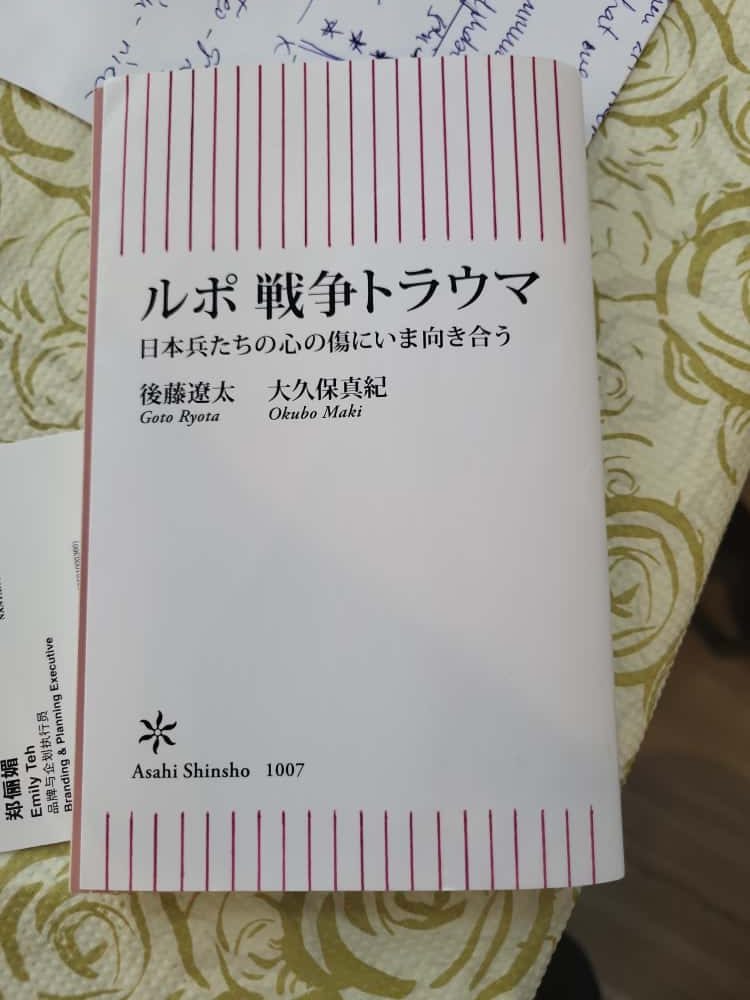 ルポ 戦争トラウマ
日本兵たちの心の傷にいま向き合う
後藤遼太 大久保真紀
Goto Ryota Okubo Maki
Asahi Shinsho 1007
郑俪媚
Emily Teh
品牌与企划执行员
Branding & Planning Executive